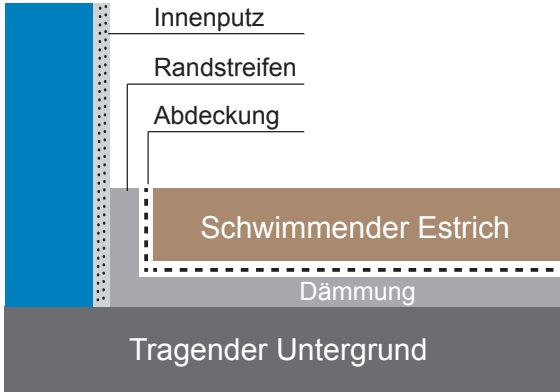 Innenputz
Randstreifen
Abdeckung
Schwimmender Estrich
Dämmung
Tragender Untergrund